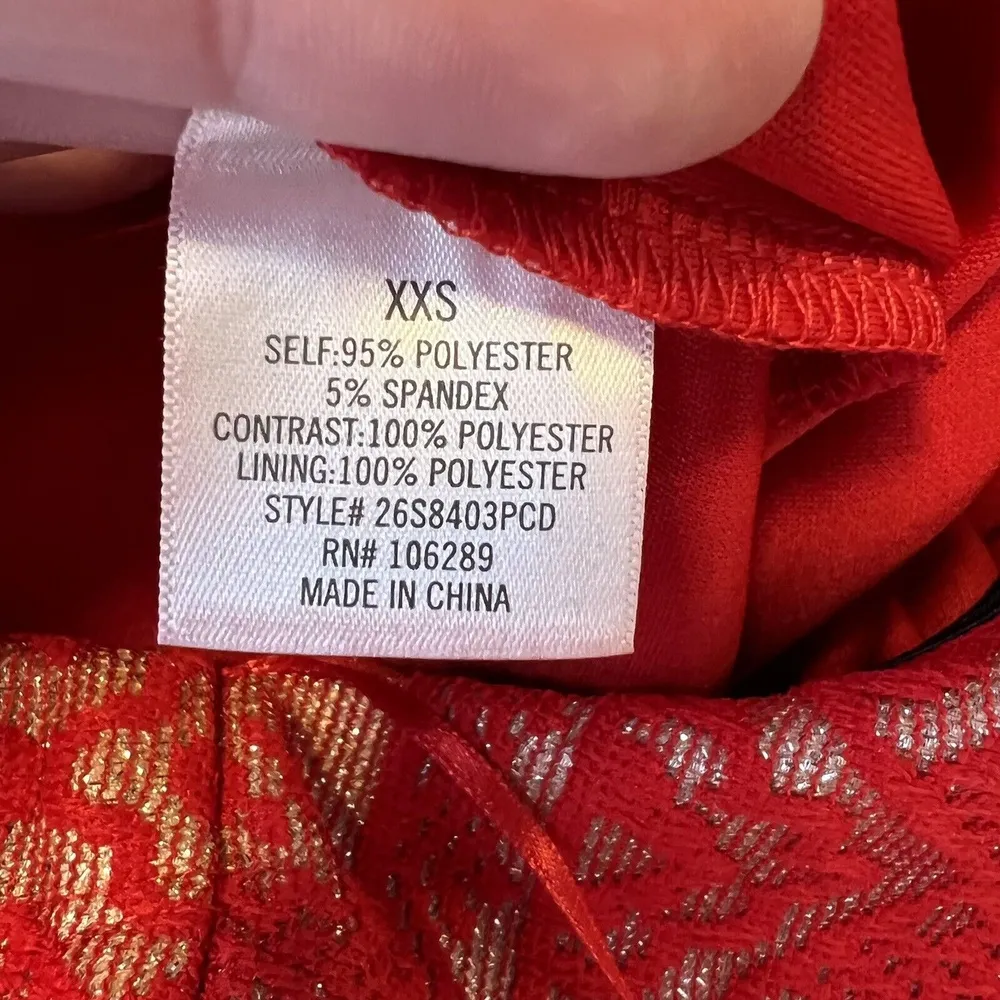 XXS
SELF:95% POLYESTER
5% SPANDEX
CONTRAST:100% POLYESTER
LINING:100% POLYESTER
STYLE# 26S8403PCD
RN# 106289
MADE IN CHINA